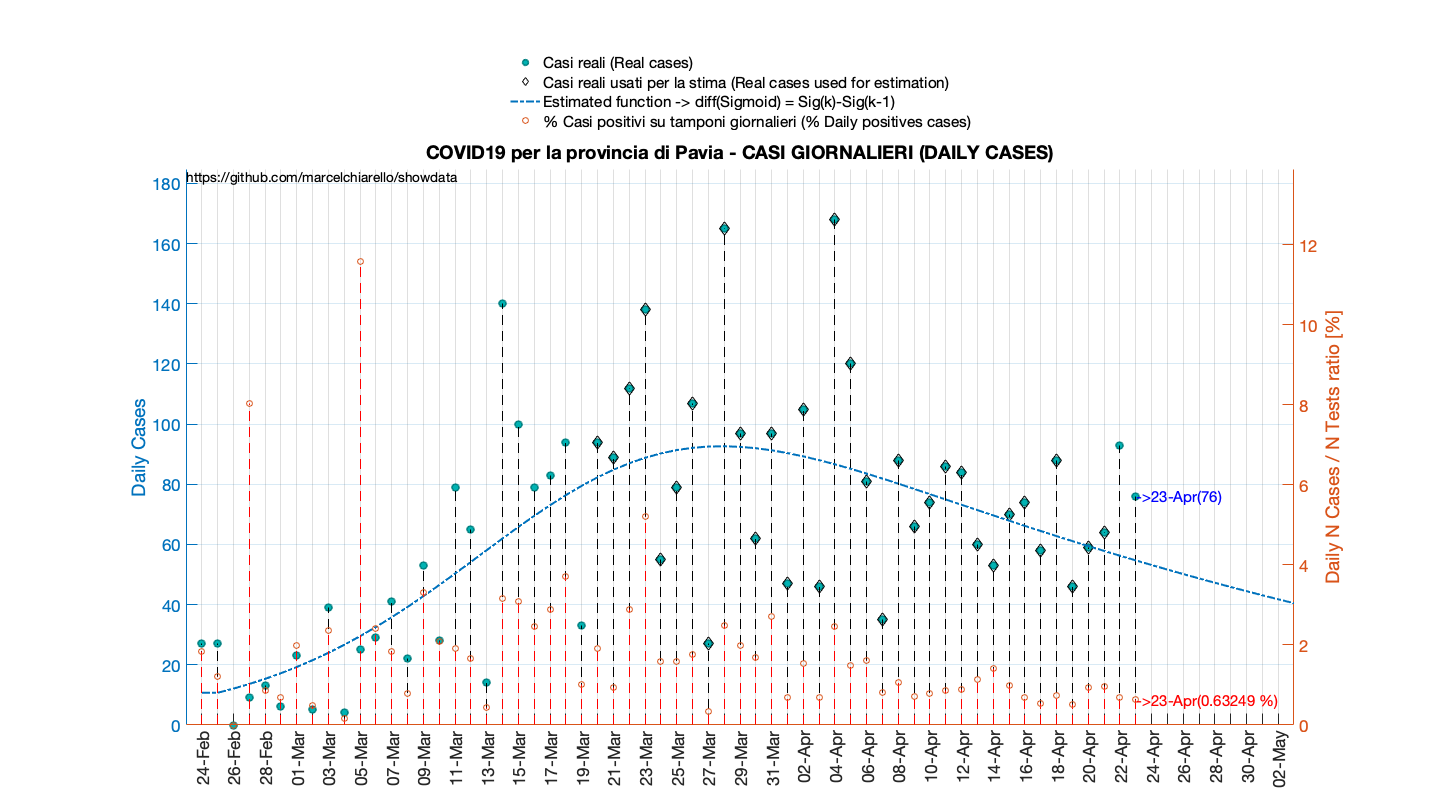 Casi reali (Real cases)
Casi reali usati per la stima (Real cases used for estimation)
Estimated function -> diff(Sigmoid) = Sig(k)-Sig(k-1)
% Casi positivi su tamponi giornalieri (% Daily positives cases)
COVID19 per la provincia di Pavia - CASI GIORNALIERI (DAILY CASES)
https://github.com/marcelchiarello/showdata
180
160
140
120
100
80
60
40
20
0
Daily Cases
12
10
8
6
4
2
0
Daily N Cases / N Tests ratio [%]
->23-Apr(76)
->23-Apr(0.63249 %)
24-Feb
26-Feb
28-Feb
01-Mar
03-Mar
05-Mar
07-Mar
09-Mar
11-Mar
13-Mar
15-Mar
17-Mar
19-Mar
21-Mar
23-Mar
25-Mar
27-Mar
29-Mar
31-Mar
02-Apr
04-Apr
06-Apr
08-Apr
10-Apr
12-Apr
14-Apr
16-Apr
18-Apr
20-Apr
22-Apr
24-Apr
26-Apr
28-Apr
30-Apr
02-May